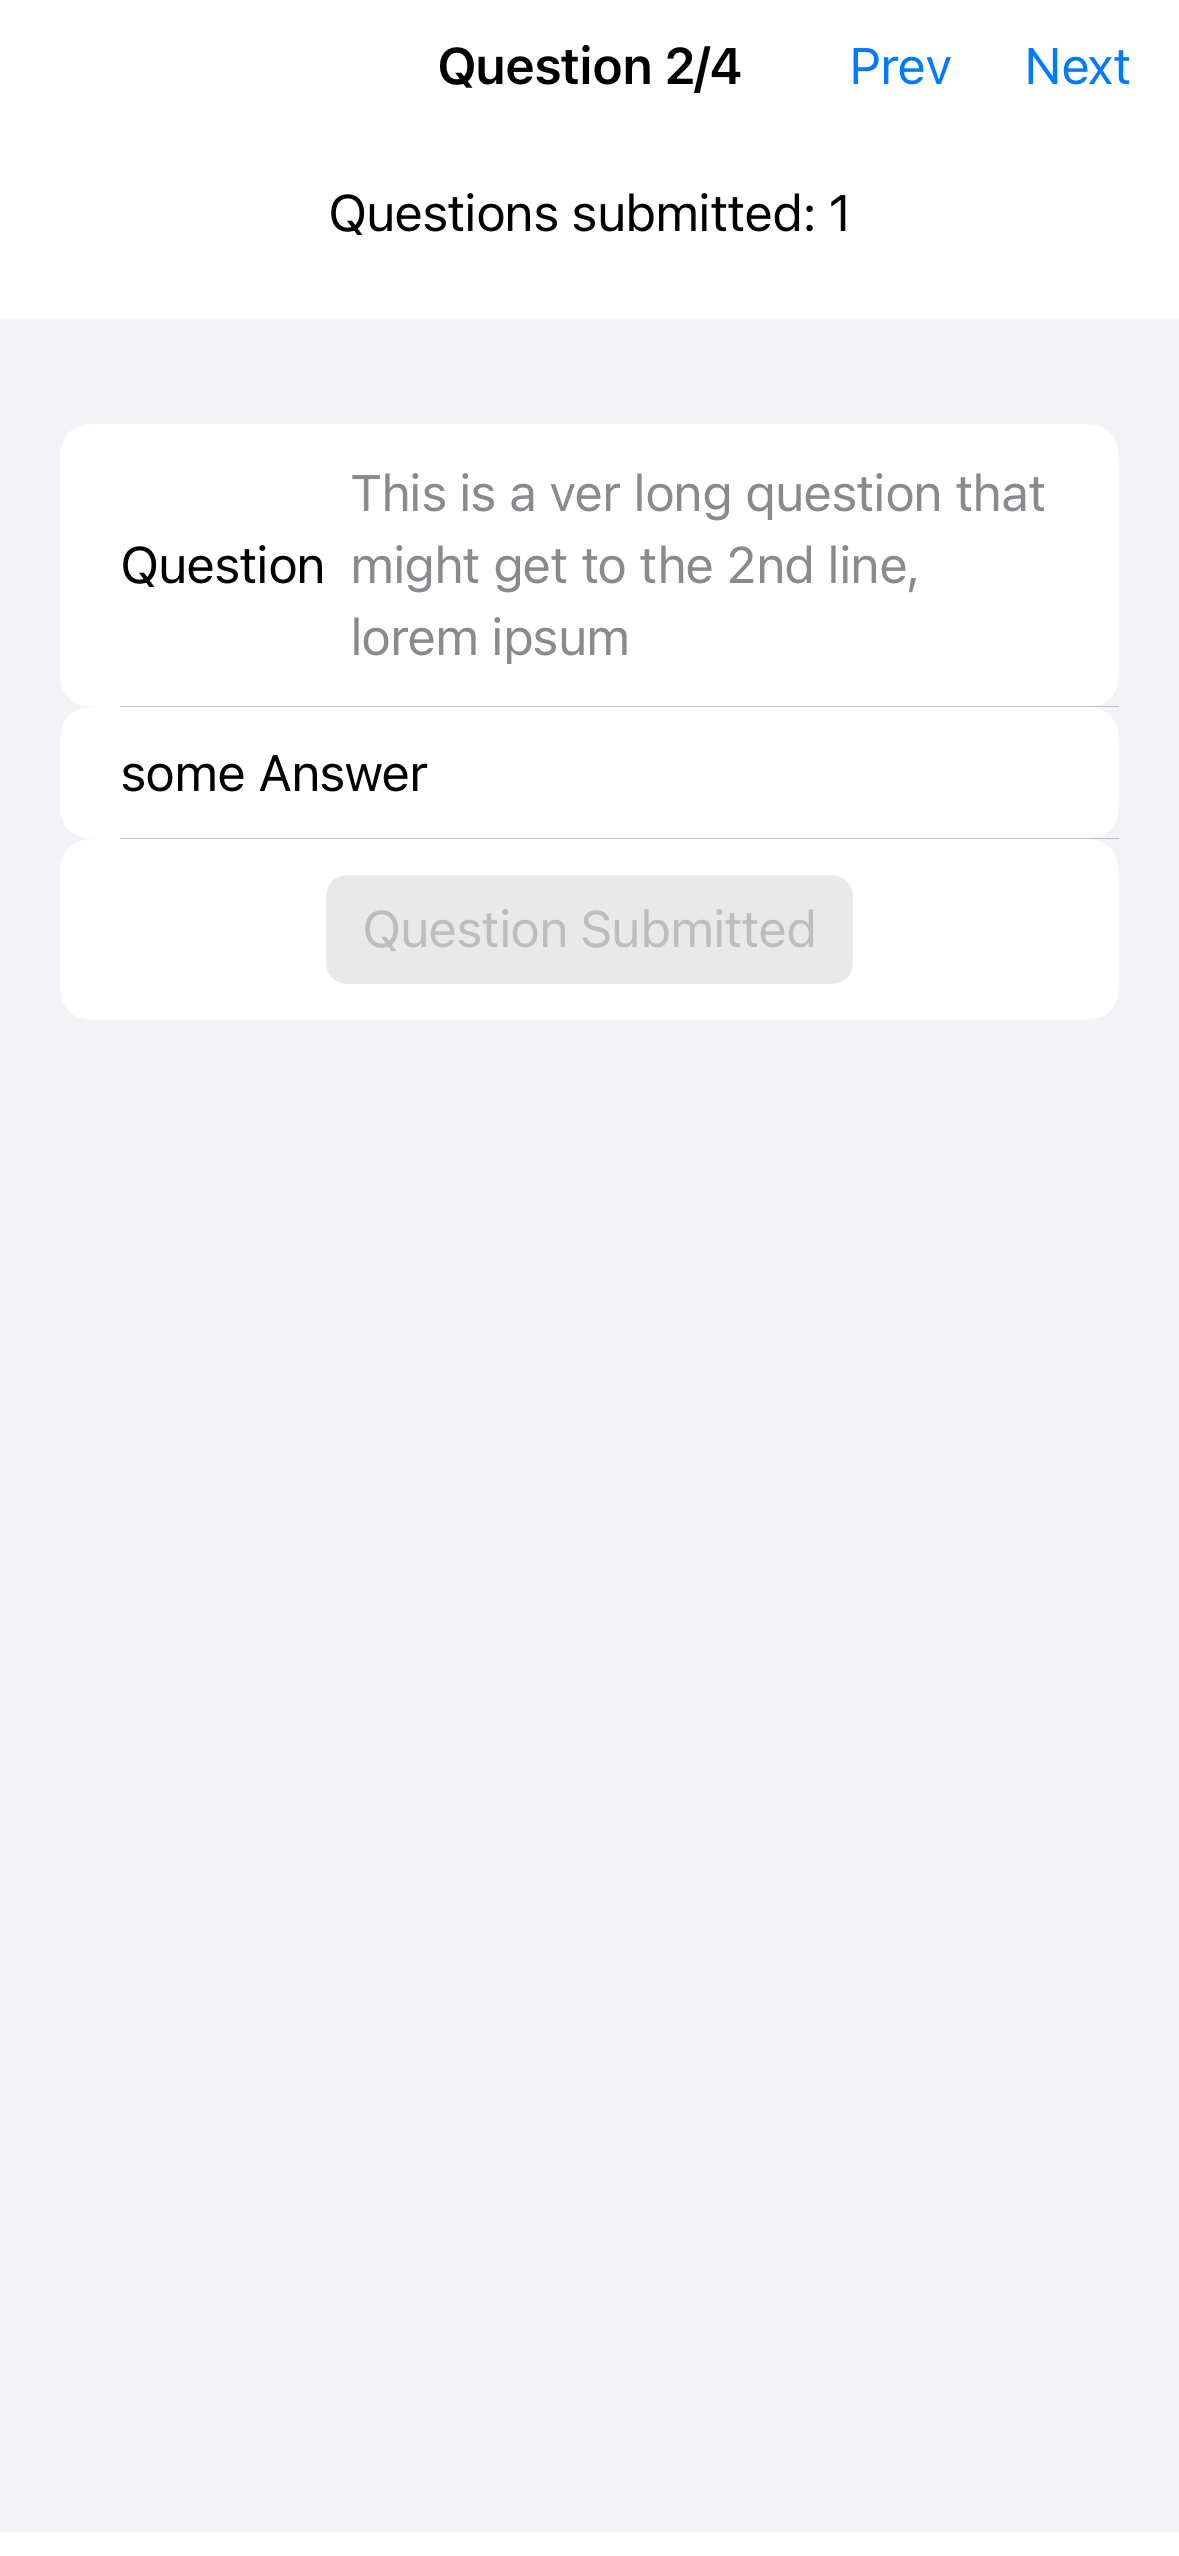 Question 2/4 Prev Next
Questions submitted: 1
Question
This is a ver long question that
might get to the 2nd line,
lorem ipsum
some Answer
Question Submitted